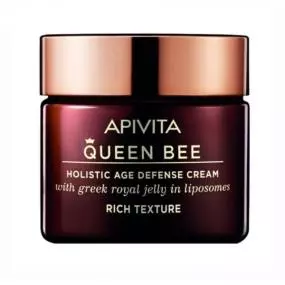 APIVITA
QUEEN BEE
HOLISTIC AGE DEFENSE CREAM
with greek royal jelly in liposomes
RICH TEXTURE